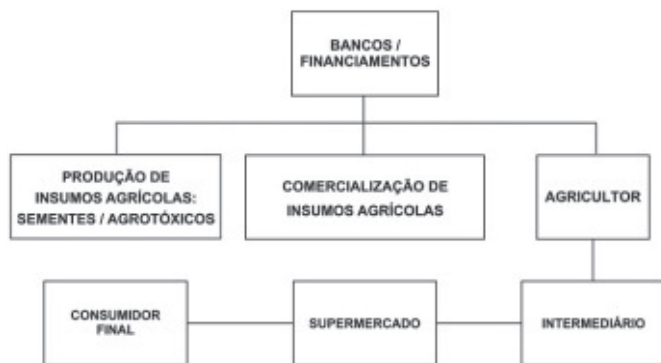 BANCOS /
FINANCIAMENTOS
PRODUÇÃO DE
INSUMOS AGRÍCOLAS:
SEMENTES / AGROTÓXICOS
COMERCIALIZAÇÃO DE
INSUMOS AGRÍCOLAS
AGRICULTOR
CONSUMIDOR
FINAL
SUPERMERCADO
INTERMEDIÁRIO